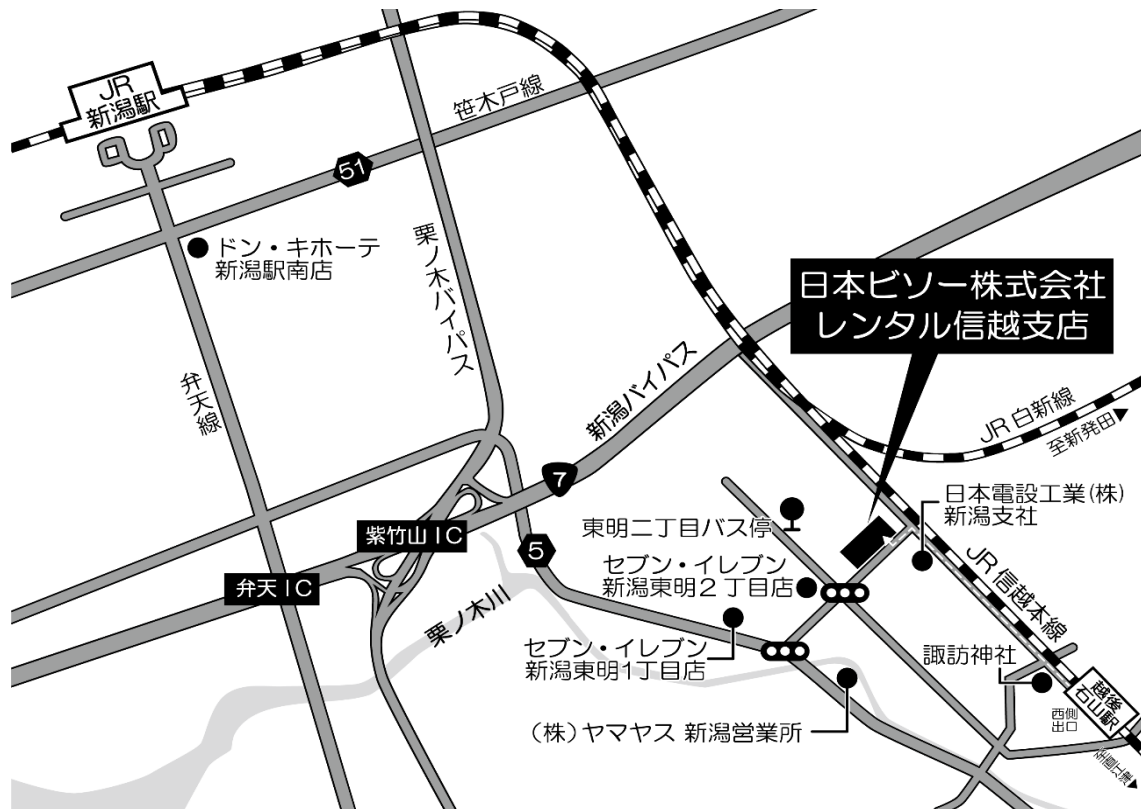 JR
新潟駅
笹木戸線
51
ドン・キホーテ
新潟駅南店
栗ノ木バイパス
弁天線
日本ビソー株式会社
レンタル信越支店
新潟バイパス
JR 白新線
至新発田▶
7
日本電設工業(株)
新潟支社
東明二丁目バス停
紫竹山IC
5
セブン・イレブン
新潟東明2丁目店
弁天IC
JR 信越本線
栗ノ木川
セブン・イレブン
新潟東明1丁目店
諏訪神社
越後
石山駅
西側
出口
(株)ヤマヤス 新潟営業所
至直江津▶